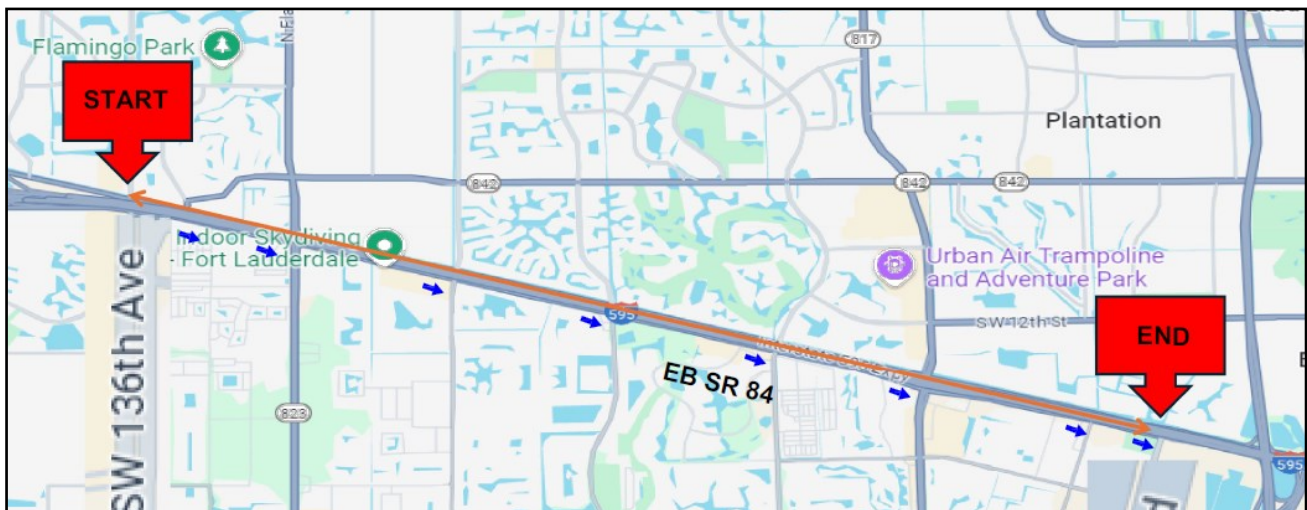 Flamingo Park
N Fla
817
START
Plantation
842
842
842
Indoor Skydiving
- Fort Lauderdale
Urban Air Trampoline
and Adventure Park
SW 136th Ave
595
SW 12th St
END
EB SR 84
823
595